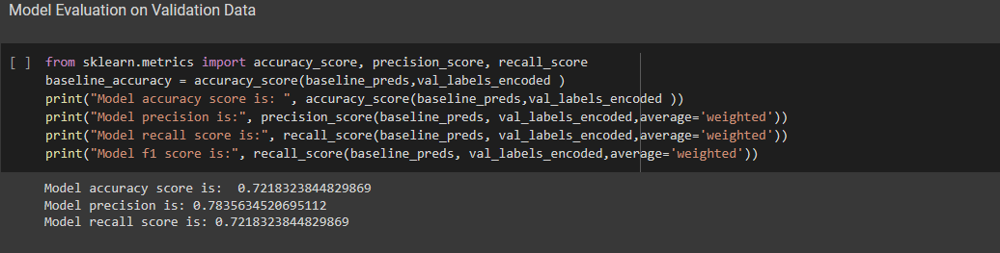 Model Evaluation on Validation Data
[ ] from sklearn.metrics import accuracy_score, precision_score, recall_score
baseline_accuracy = accuracy_score(baseline_preds,val_labels_encoded )
print("Model accuracy score is: ", accuracy_score(baseline_preds,val_labels_encoded ))
print("Model precision is:", precision_score(baseline_preds, val_labels_encoded,average='weighted'))
print("Model recall score is:", recall_score(baseline_preds, val_labels_encoded,average='weighted'))
print("Model f1 score is:", recall_score(baseline_preds, val_labels_encoded,average='weighted'))
Model accuracy score is:  0.7218323844829869
Model precision is: 0.7835634520695112
Model recall score is: 0.7218323844829869